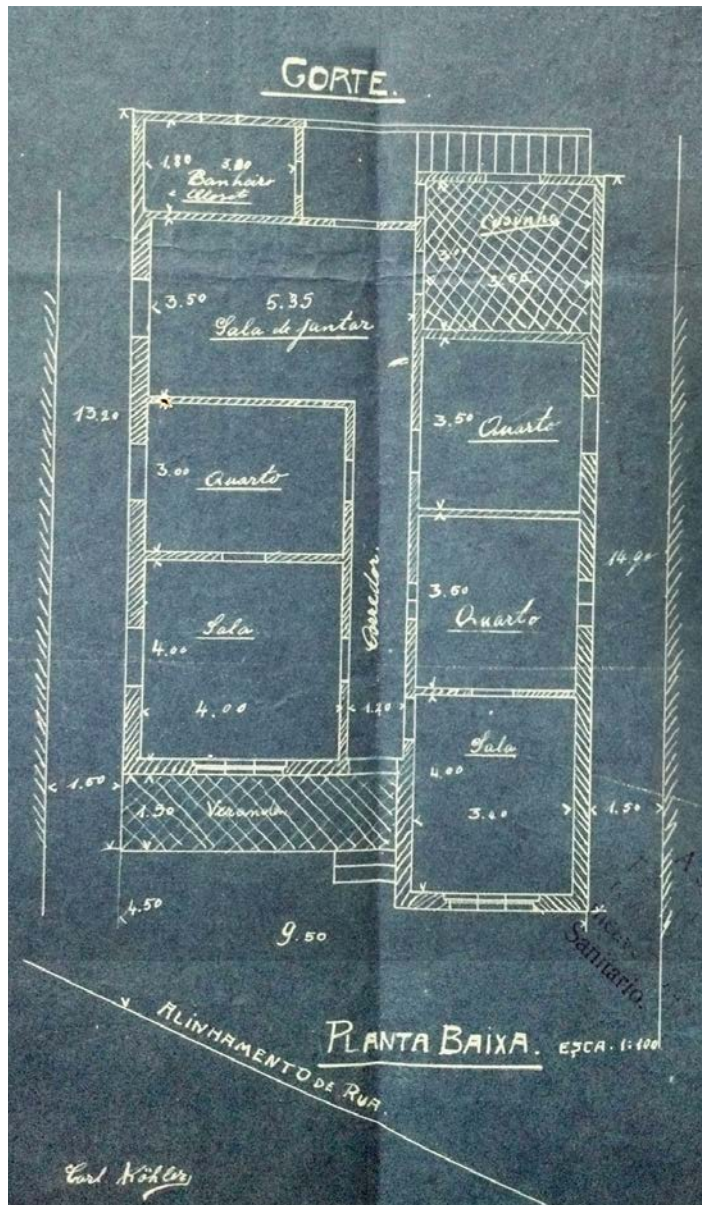 CORTE.
1.80 3.00
Banheiro
e Closet
Cosinha
3.65
3.50 5.35
Sala de Jantar
13.20
3.50 Quarto
3.00 Quarto
14.90
3.50
Quarto
Corredor.
Sala
4.00
4.00
1.20
Sala
4.00
3.40
1.50
1.50
1.50 Veranda
4.50
9.50
Sanitario.
ALINHAMENTO DE RUA.
PLANTA BAIXA. ESCA. 1:100
Carl Köhler